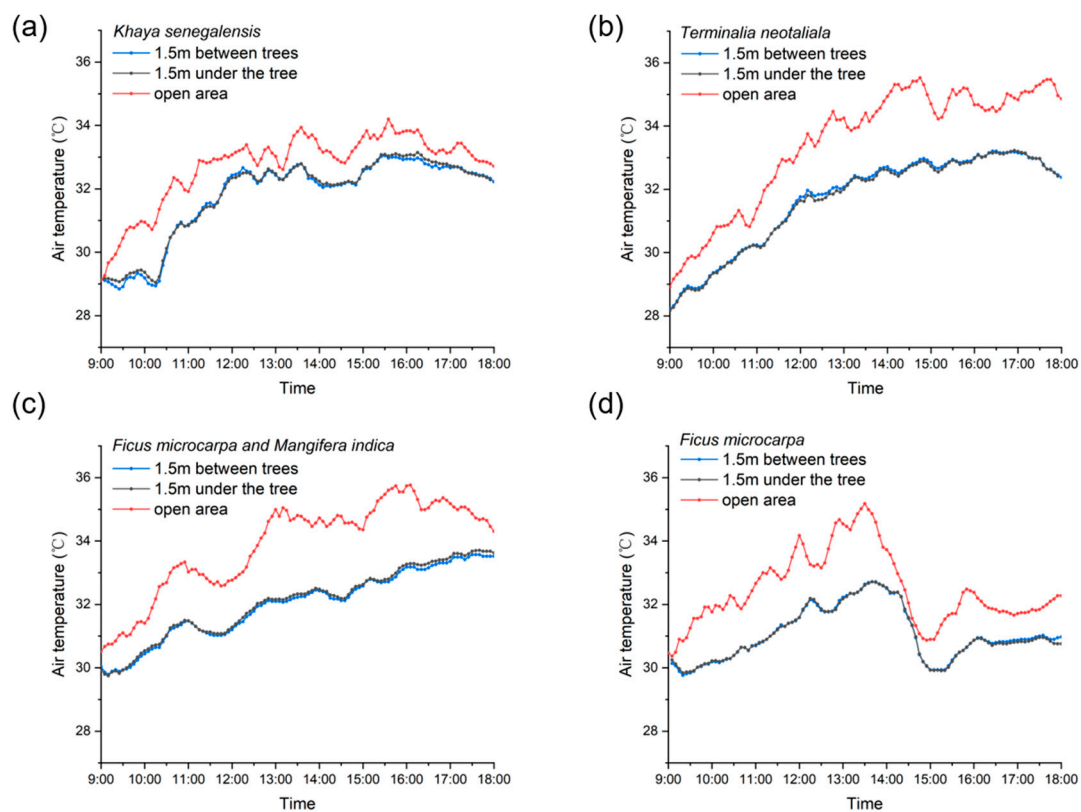 (a)
Khaya senegalensis
1.5m between trees
1.5m under the tree
open area
36
34
32
30
28
Air temperature (℃)
9:00 10:00 11:00 12:00 13:00 14:00 15:00 16:00 17:00 18:00
Time
(b)
Terminalia neotaliala
1.5m between trees
1.5m under the tree
open area
36
34
32
30
28
Air temperature (℃)
9:00 10:00 11:00 12:00 13:00 14:00 15:00 16:00 17:00 18:00
Time
(c)
Ficus microcarpa and Mangifera indica
1.5m between trees
1.5m under the tree
open area
36
34
32
30
28
Air temperature (℃)
9:00 10:00 11:00 12:00 13:00 14:00 15:00 16:00 17:00 18:00
Time
(d)
Ficus microcarpa
1.5m between trees
1.5m under the tree
open area
36
34
32
30
28
Air temperature (℃)
9:00 10:00 11:00 12:00 13:00 14:00 15:00 16:00 17:00 18:00
Time